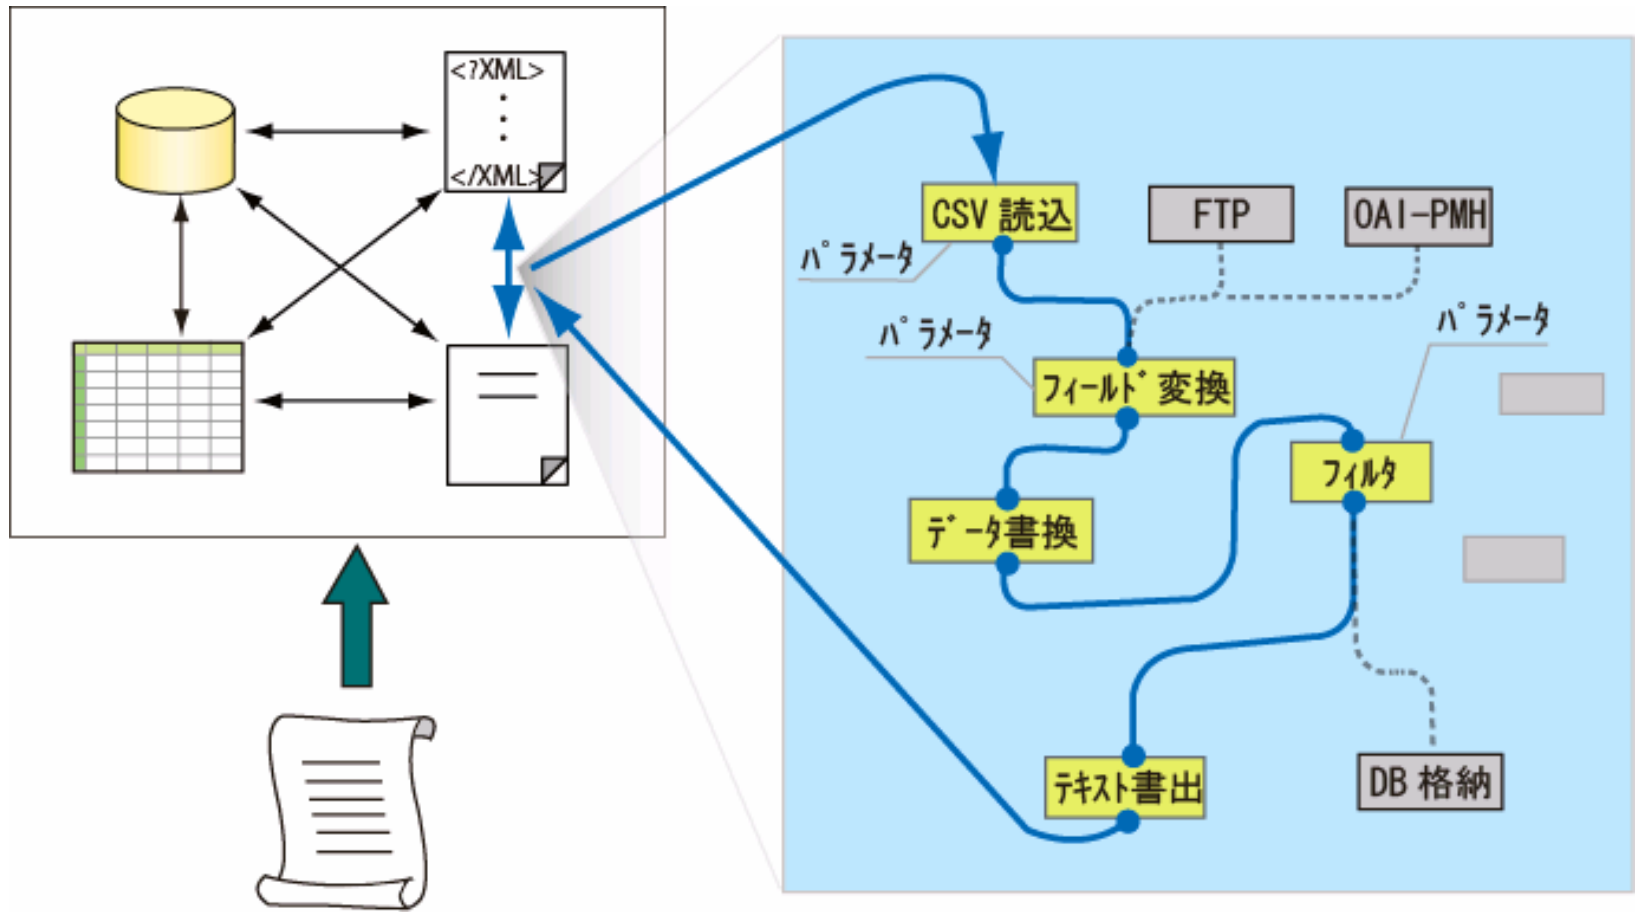 <?XML>
</XML>
CSV 読込
FTP
OAI-PMH
ﾊﾟﾗﾒｰﾀ
ﾊﾟﾗﾒｰﾀ
ﾊﾟﾗﾒｰﾀ
ﾌｨｰﾙﾄﾞ変換
ﾌｨﾙﾀ
ﾃﾞｰﾀ書換
ﾃｷｽﾄ書出
DB 格納